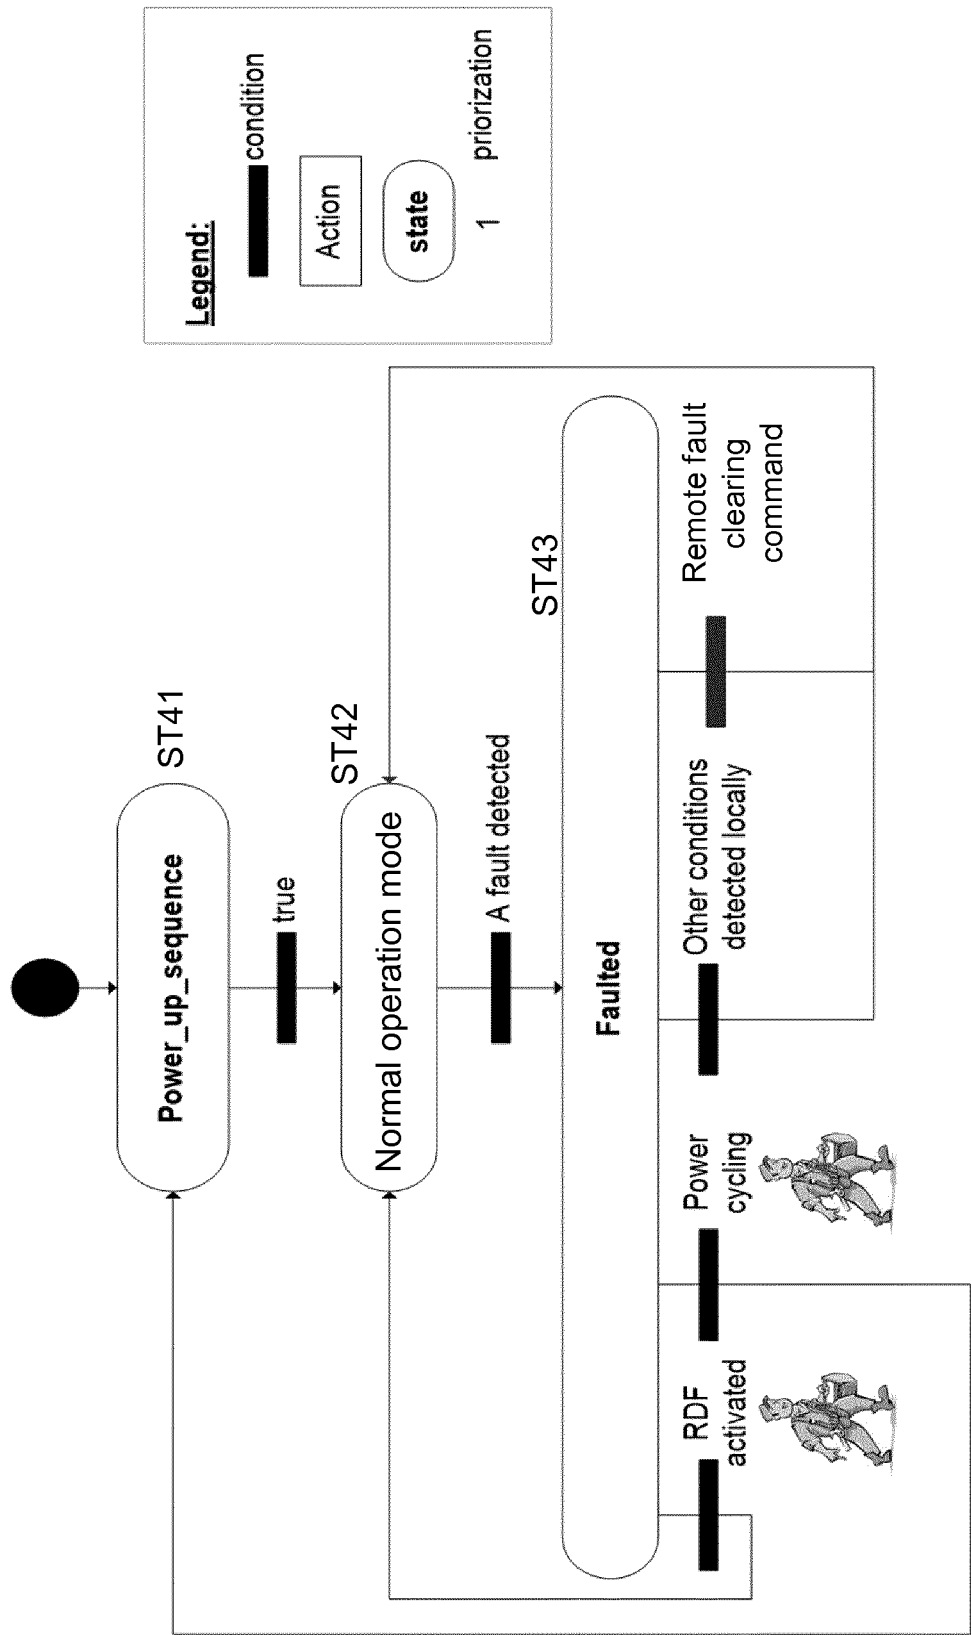 Legend:
condition
Action
state
1 priorization
ST41
Power_up_sequence
true
ST42
Normal operation mode
A fault detected
ST43
Faulted
RDF
activated
Power
cycling
Other conditions
detected locally
Remote fault
clearing
command